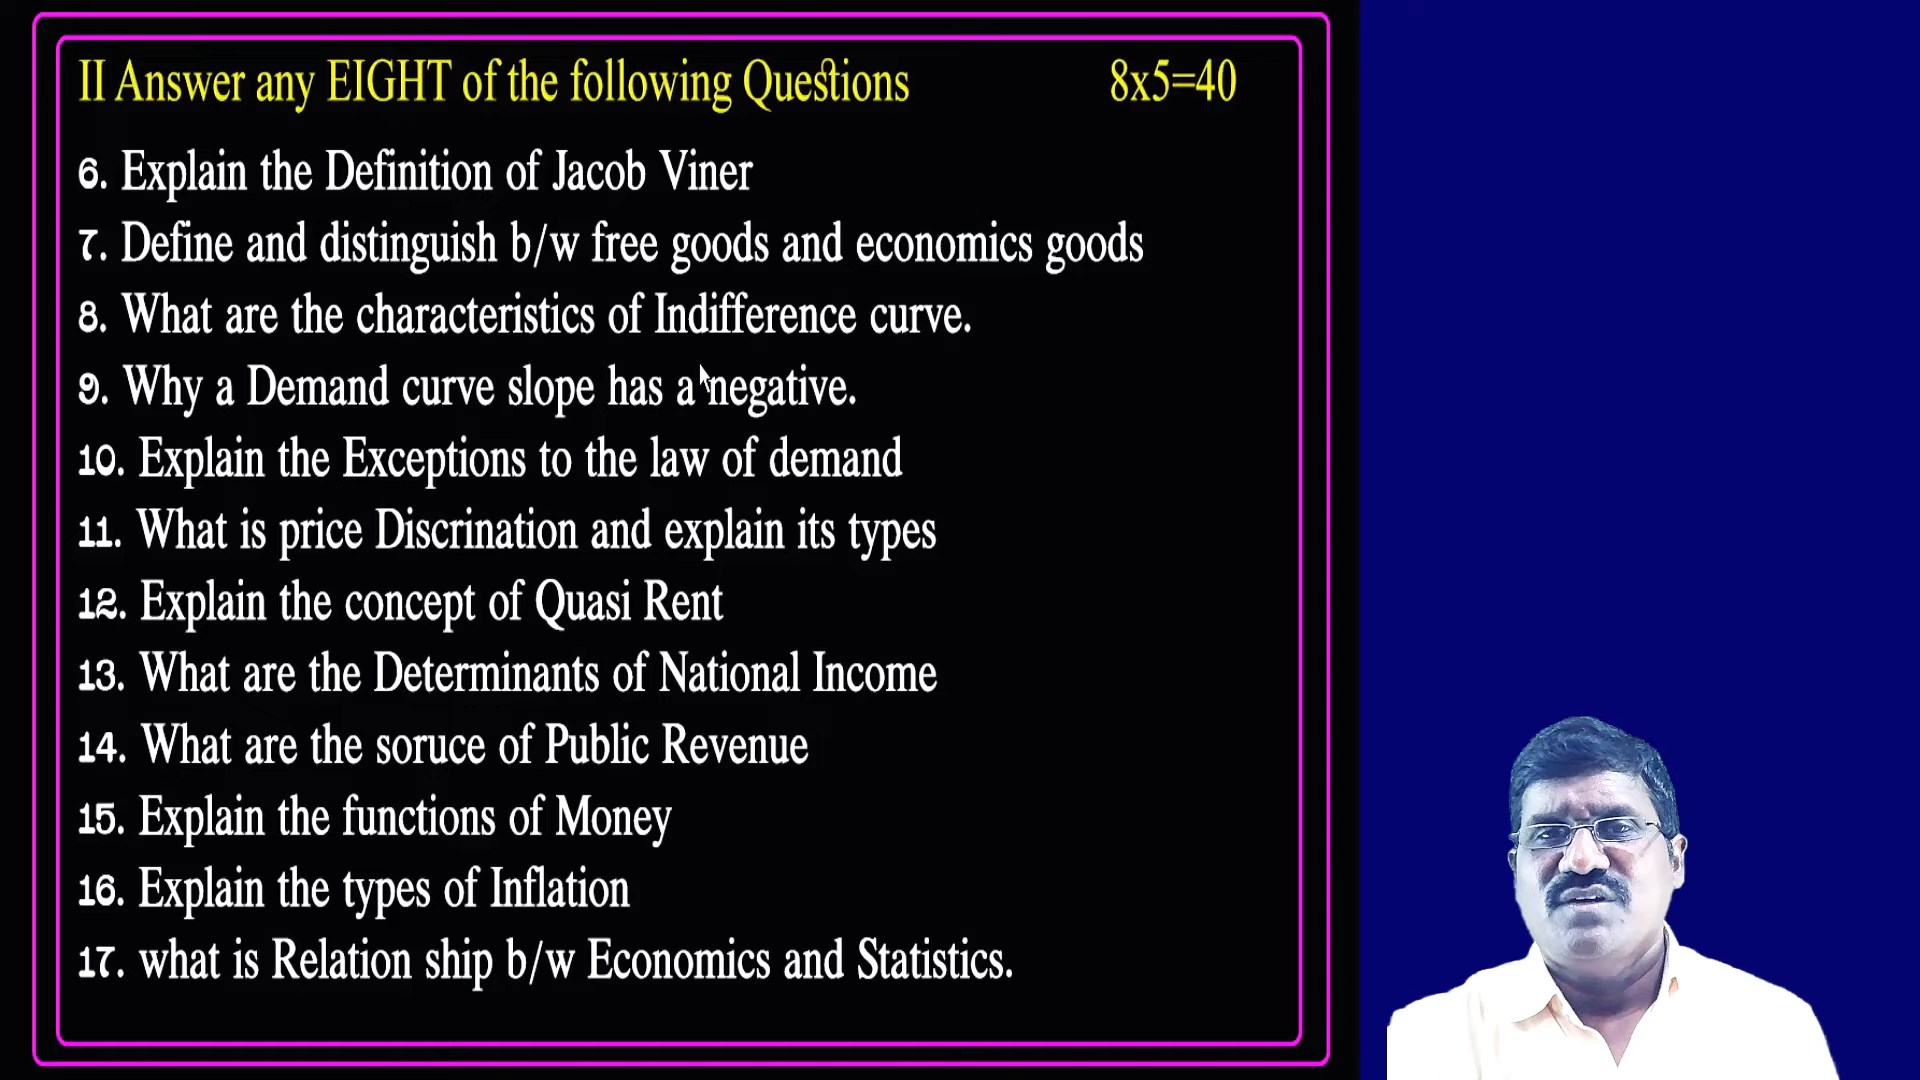 II Answer any EIGHT of the following Questions 8x5=40
6. Explain the Definition of Jacob Viner
7. Define and distinguish b/w free goods and economics goods
8. What are the characteristics of Indifference curve.
9. Why a Demand curve slope has a negative.
10. Explain the Exceptions to the law of demand
11. What is price Discrination and explain its types
12. Explain the concept of Quasi Rent
13. What are the Determinants of National Income
14. What are the soruce of Public Revenue
15. Explain the functions of Money
16. Explain the types of Inflation
17. what is Relation ship b/w Economics and Statistics.